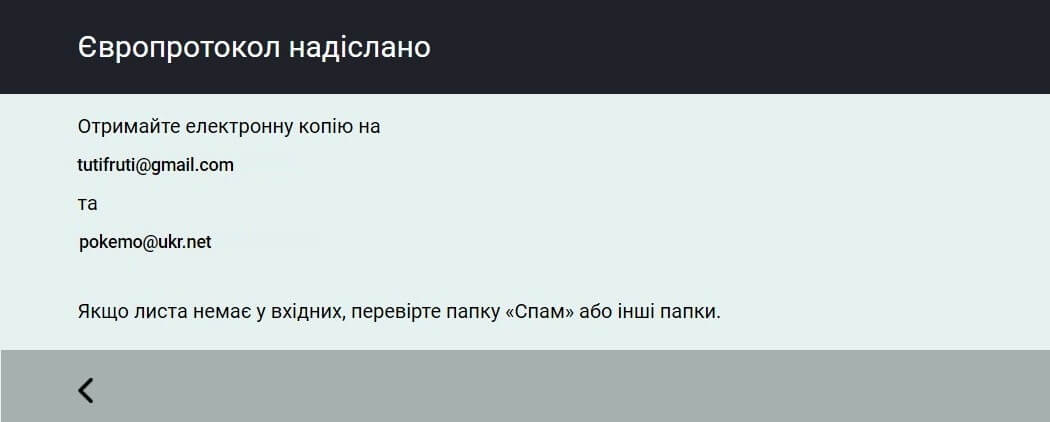 Європротокол надіслано
Отримайте електронну копію на
tutifruti@gmail.com
та
pokemo@ukr.net
Якщо листа немає у вхідних, перевірте папку «Спам» або інші папки.